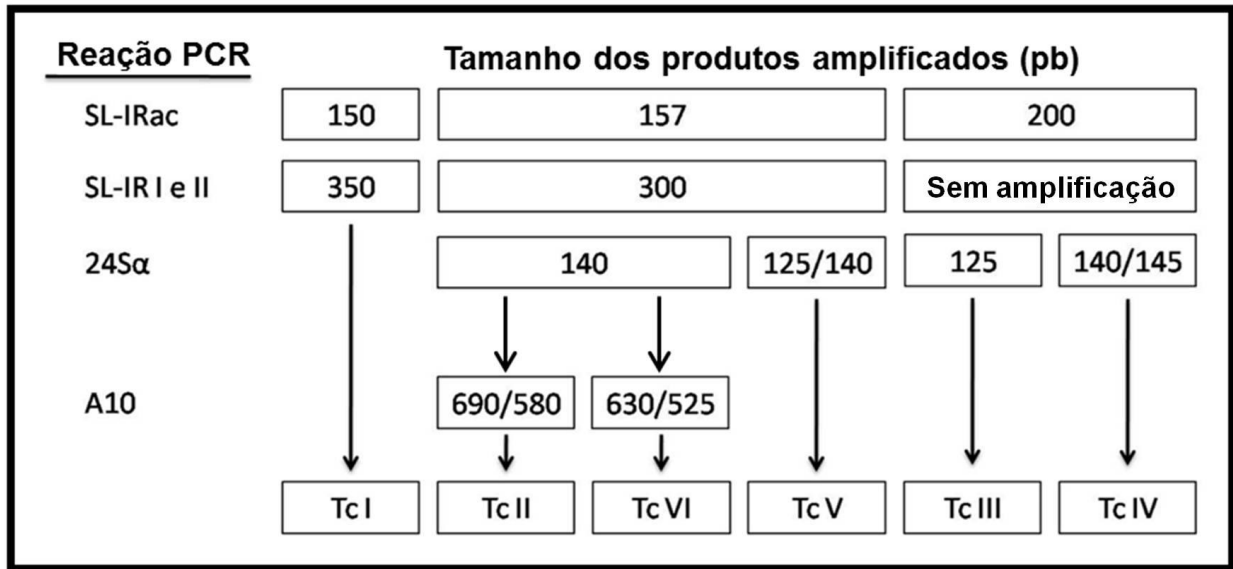 Reação PCR Tamanho dos produtos amplificados (pb)
SL-IRac 150 157 200
SL-IR I e II 350 300 Sem amplificação
24Sα 140 125/140 125 140/145
A10 690/580 630/525
Tc I Tc II Tc VI Tc V Tc III Tc IV